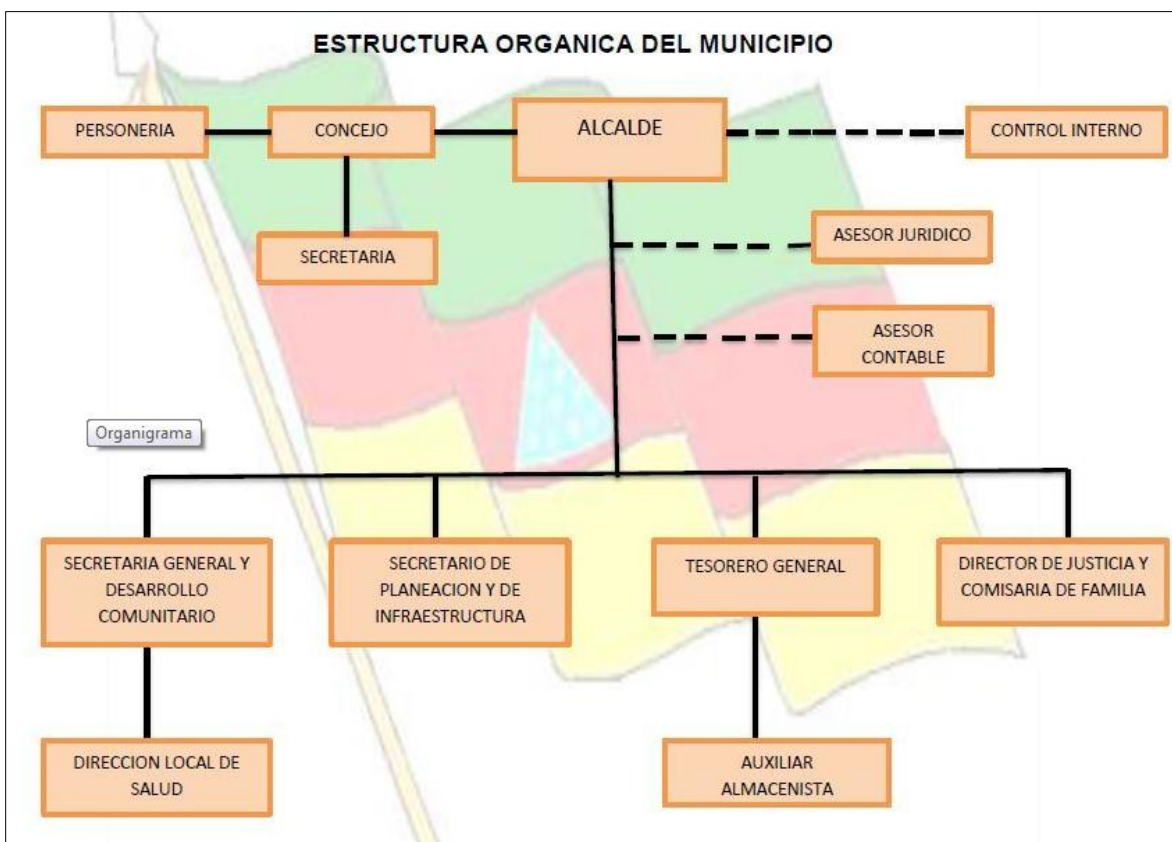 ESTRUCTURA ORGANICA DEL MUNICIPIO
PERSONERIA
CONCEJO
ALCALDE
CONTROL INTERNO
SECRETARIA
ASESOR JURIDICO
ASESOR
CONTABLE
Organigrama
SECRETARIA GENERAL Y
DESARROLLO
COMUNITARIO
SECRETARIO DE
PLANEACION Y DE
INFRAESTRUCTURA
TESORERO GENERAL
DIRECTOR DE JUSTICIA Y
COMISARIA DE FAMILIA
DIRECCION LOCAL DE
SALUD
AUXILIAR
ALMACENISTA